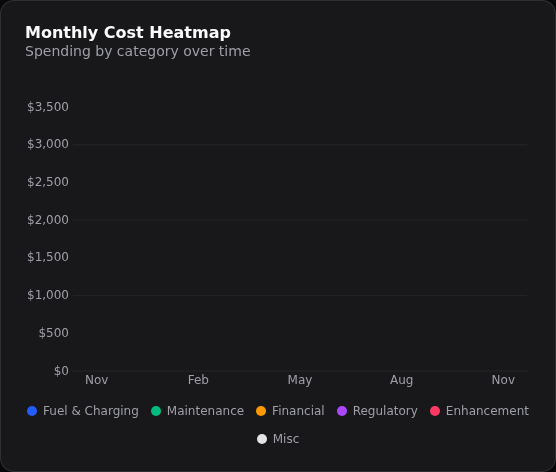 Monthly Cost Heatmap
Spending by category over time
$3,500
$3,000
$2,500
$2,000
$1,500
$1,000
$500
$0
Nov Feb May Aug Nov
Fuel & Charging Maintenance Financial Regulatory Enhancement
Misc